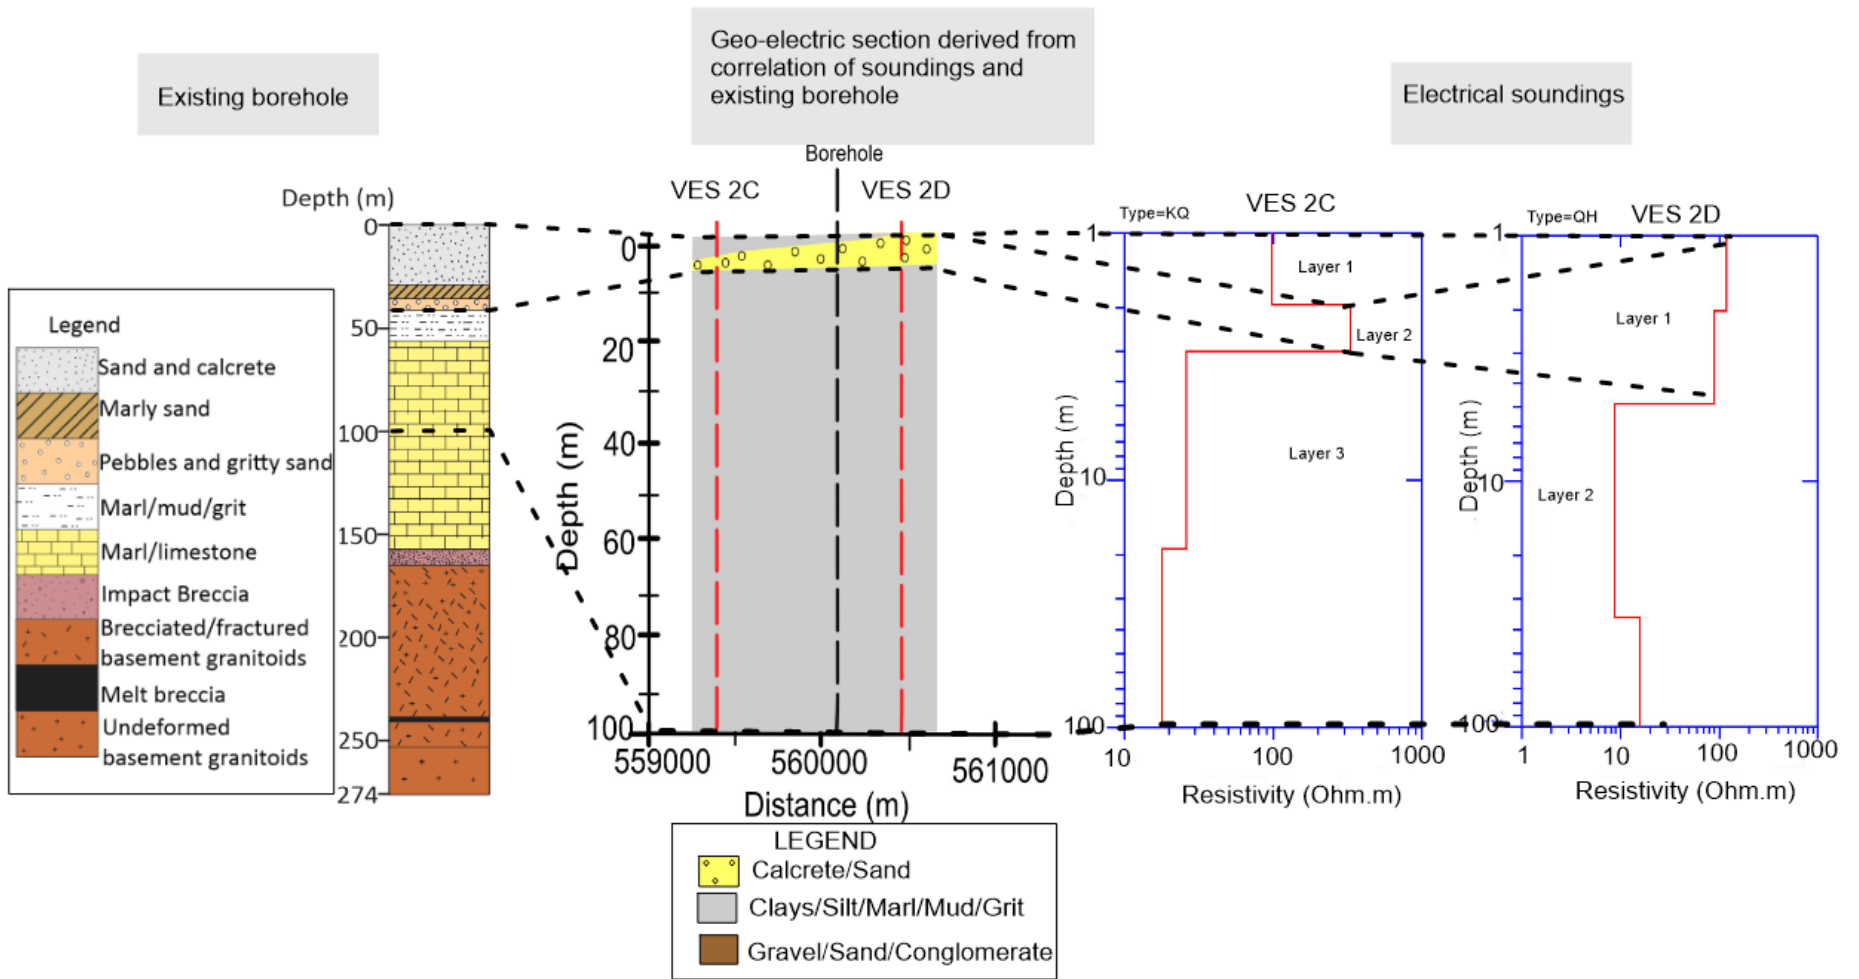 Existing borehole
Geo-electric section derived from
correlation of soundings and
existing borehole
Electrical soundings
Depth (m)
0
50
100
150
200
250
274
Legend
Sand and calcrete
Marly sand
Pebbles and gritty sand
Marl/mud/grit
Marl/limestone
Impact Breccia
Brecciated/fractured
basement granitoids
Melt breccia
Undeformed
basement granitoids
Borehole
VES 2C
VES 2D
Depth (m)
0
20
40
60
80
100
559000
560000
561000
Distance (m)
LEGEND
Calcrete/Sand
Clays/Silt/Marl/Mud/Grit
Gravel/Sand/Conglomerate
Type=KQ
VES 2C
Depth (m)
1
10
100
Layer 1
Layer 2
Layer 3
10
100
1000
Resistivity (Ohm.m)
Type=QH
VES 2D
Depth (m)
1
10
100
Layer 1
Layer 2
1
10
100
1000
Resistivity (Ohm.m)